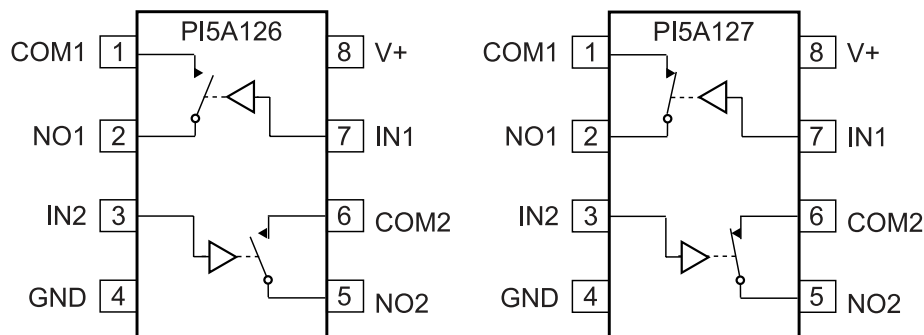 PI5A126
COM1 1 8 V+
NO1 2 7 IN1
IN2 3 6 COM2
GND 4 5 NO2
PI5A127
COM1 1 8 V+
NO1 2 7 IN1
IN2 3 6 COM2
GND 4 5 NO2